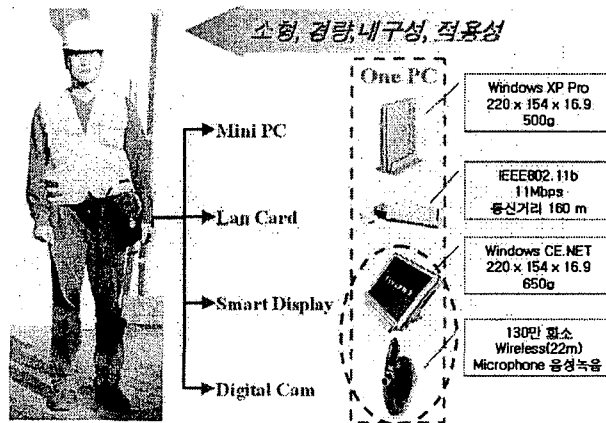 소형, 경량,내구성, 적용성
One PC
Mini PC
Lan Card
Smart Display
Digital Cam
Windows XP Pro
220 x 154 x 16.9
500g
IEEE802.11b
11Mbps
통신거리 160 m
Windows CE.NET
220 x 154 x 16.9
650g
130만 화소
Wireless(22m)
Microphone 음성녹음